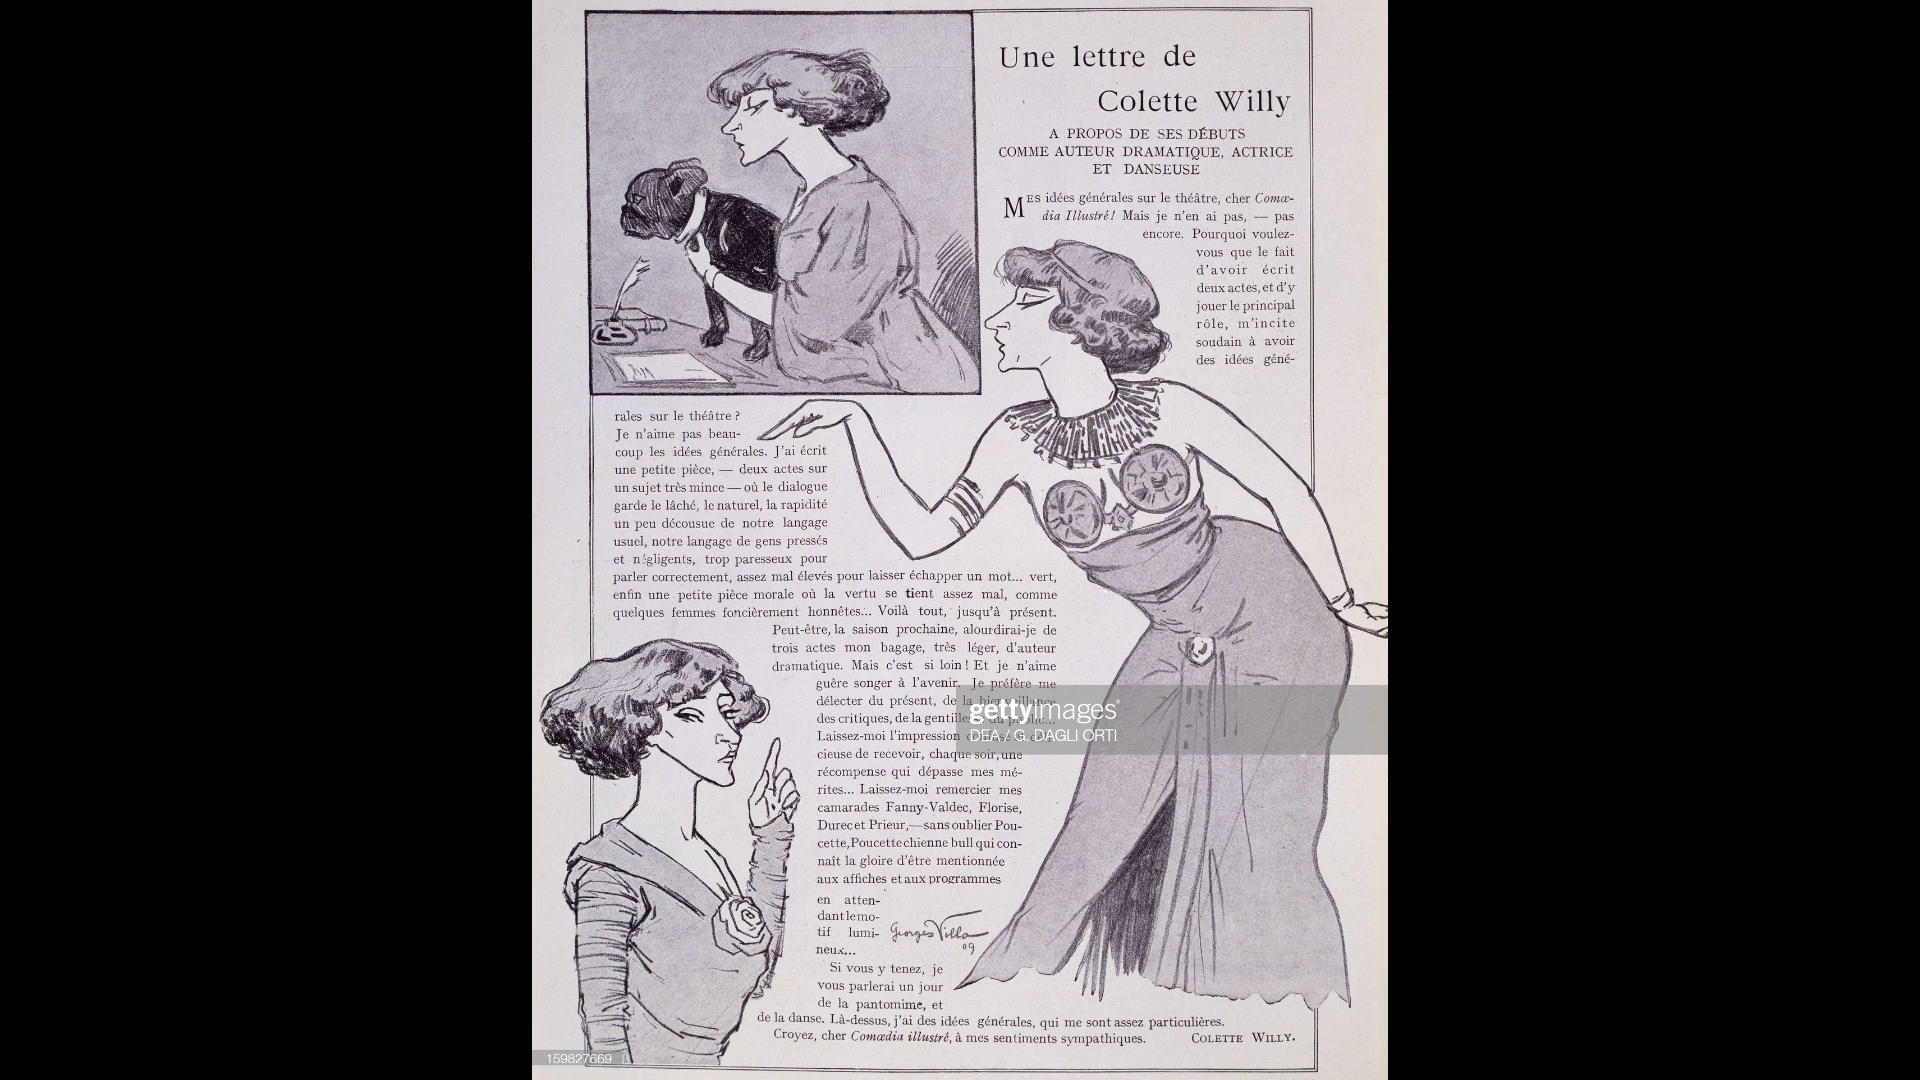 Une lettre de
Colette Willy
A PROPOS DE SES DÉBUTS
COMME AUTEUR DRAMATIQUE, ACTRICE
ET DANSEUSE
MES idées générales sur le théâtre, cher Comœ-
dia Illustré! Mais je n'en ai pas, — pas
encore. Pourquoi voulez-
vous que le fait
d'avoir écrit
deux actes, et d'y
jouer le principal
rôle, m'incite
soudain à avoir
des idées géné-
rales sur le théâtre?
Je n'aime pas beau-
coup les idées générales. J'ai écrit
une petite pièce, — deux actes sur
un sujet très mince — où le dialogue
garde le lâché, le naturel, la rapidité
un peu décousue de notre langage
usuel, notre langage de gens pressés
et négligents, trop paresseux pour
parler correctement, assez mal élevés pour laisser échapper un mot... vert,
enfin une petite pièce morale où la vertu se tient assez mal, comme
quelques femmes foncièrement honnêtes... Voilà tout, jusqu'à présent.
Peut-être, la saison prochaine, alourdirai-je de
trois actes mon bagage, très léger, d'auteur
dramatique. Mais c'est si loin! Et je n'aime
guère songer à l'avenir. Je préfère me
délecter du présent, de la bienveillance
des critiques, de la gentillesse du public...
Laissez-moi l'impression
cieuse de recevoir, chaque soir, une
récompense qui dépasse mes mé-
rites... Laissez-moi remercier mes
camarades Fanny-Valdec, Florise,
Durec et Prieur, — sans oublier Pou-
cette, Poucette chienne bull qui con-
naît la gloire d'être mentionnée
aux affiches et aux programmes
en atten-
dant le mo-
tif lumi-
neux...
Georges Villa
09
Si vous y tenez, je
vous parlerai un jour
de la pantomime, et
de la danse. Là-dessus, j'ai des idées générales, qui me sont assez particulières.
Croyez, cher Comœdia illustré, à mes sentiments sympathiques.
COLETTE WILLY.
gettyimages
DEA / G. DAGLI ORTI
159827669